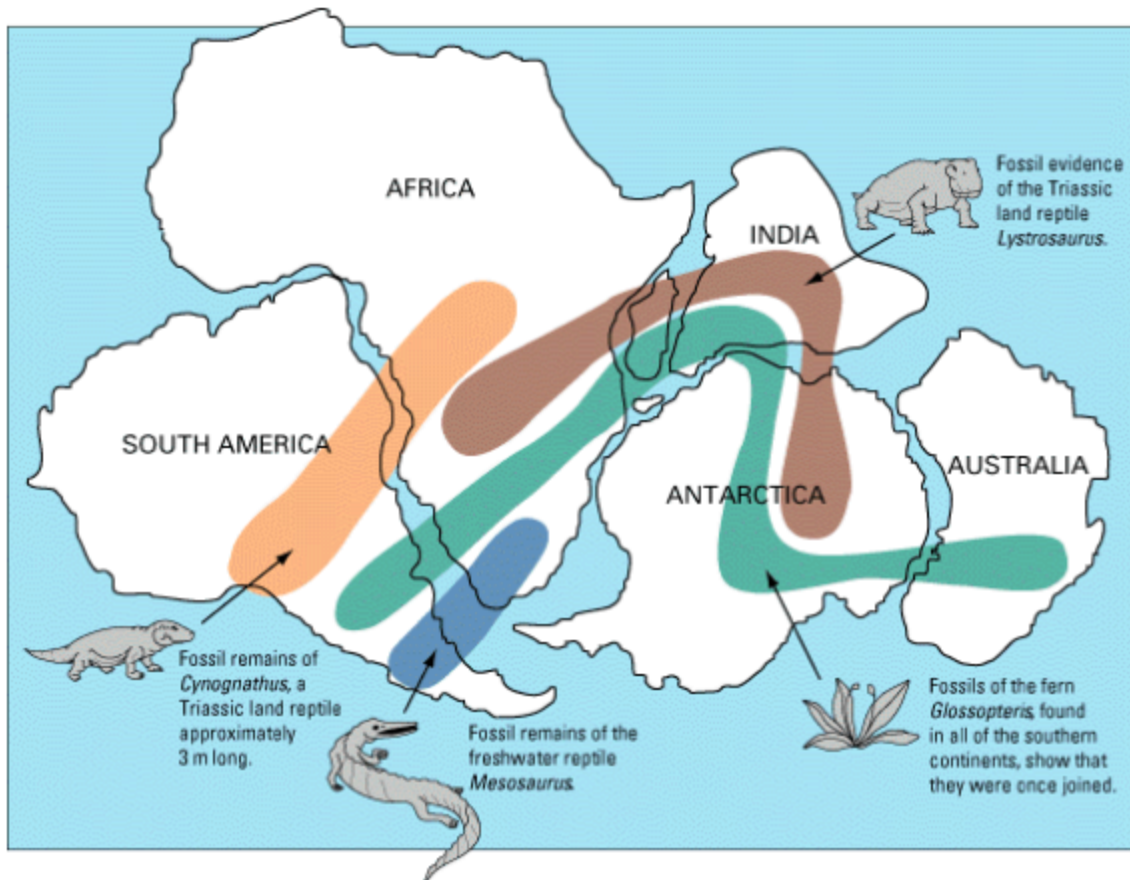 AFRICA
INDIA
Fossil evidence
of the Triassic
land reptile
Lystrosaurus.
SOUTH AMERICA
ANTARCTICA
AUSTRALIA
Fossil remains of
Cynognathus, a
Triassic land reptile
approximately
3 m long.
Fossil remains of the
freshwater reptile
Mesosaurus.
Fossils of the fern
Glossopteris, found
in all of the southern
continents, show that
they were once joined.